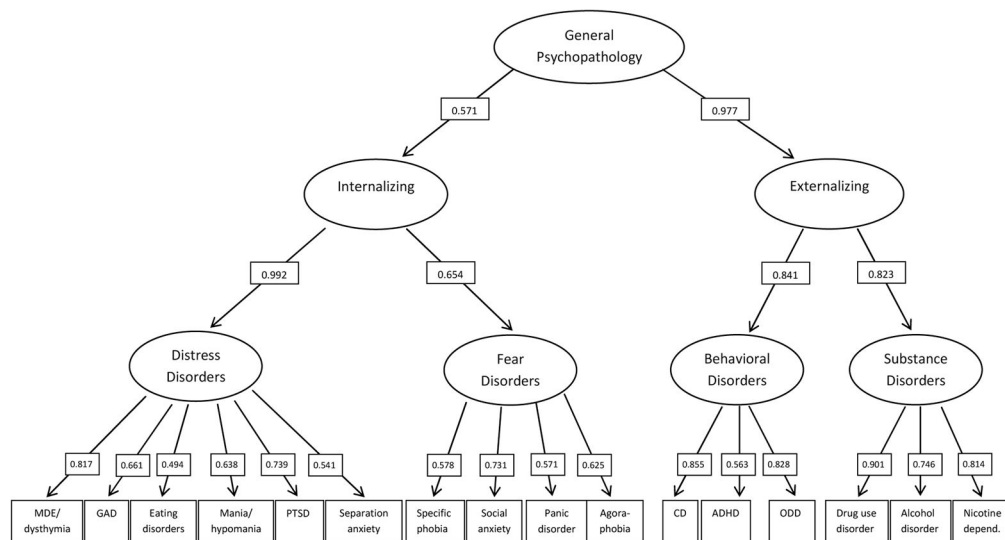 General
Psychopathology
0.571
0.977
Internalizing
Externalizing
0.992
0.654
0.841
0.823
Distress
Disorders
Fear
Disorders
Behavioral
Disorders
Substance
Disorders
0.817
0.661
0.494
0.638
0.739
0.541
0.578
0.731
0.571
0.625
0.855
0.563
0.828
0.901
0.746
0.814
MDE/
dysthymia
GAD
Eating
disorders
Mania/
hypomania
PTSD
Separation
anxiety
Specific
phobia
Social
anxiety
Panic
disorder
Agora-
phobia
CD
ADHD
ODD
Drug use
disorder
Alcohol
disorder
Nicotine
depend.